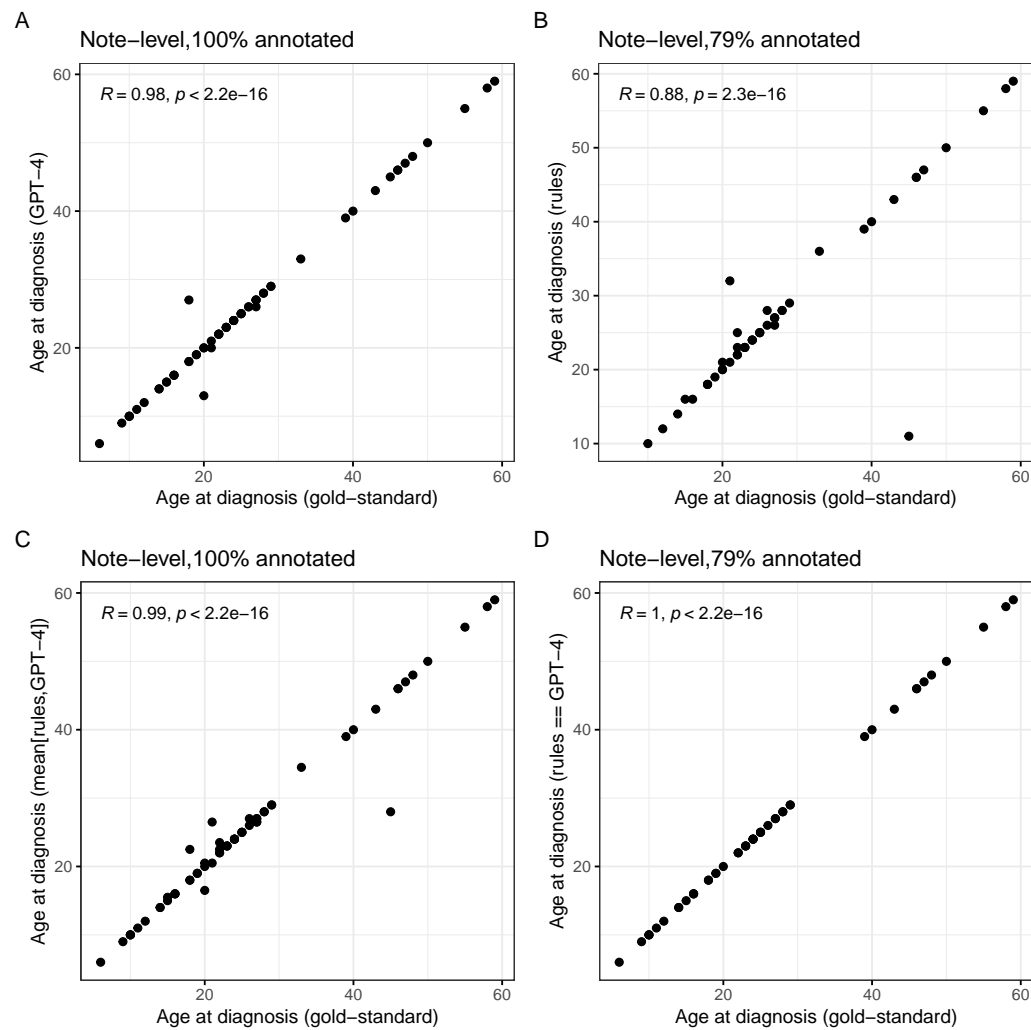 A
Note−level,100% annotated
R = 0.98, p < 2.2e−16
60
40
20
Age at diagnosis (GPT−4)
20 40 60
Age at diagnosis (gold−standard)
B
Note−level,79% annotated
R = 0.88, p = 2.3e−16
60
50
40
30
20
10
Age at diagnosis (rules)
20 40 60
Age at diagnosis (gold−standard)
C
Note−level,100% annotated
R = 0.99, p < 2.2e−16
60
40
20
Age at diagnosis (mean[rules,GPT−4])
20 40 60
Age at diagnosis (gold−standard)
D
Note−level,79% annotated
R = 1, p < 2.2e−16
60
40
20
Age at diagnosis (rules == GPT−4)
20 40 60
Age at diagnosis (gold−standard)